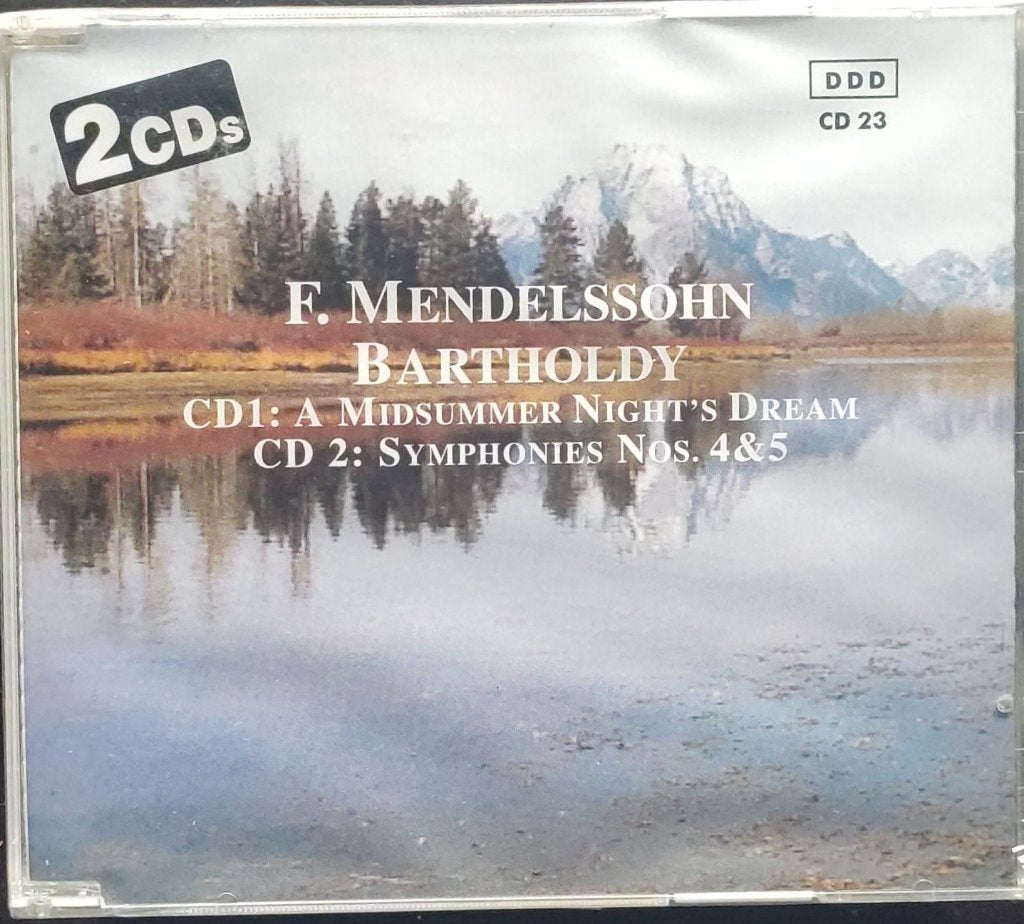 2CDs
DDD
CD 23
F. MENDELSSOHN
BARTHOLDY
CD1: A MIDSUMMER NIGHT'S DREAM
CD 2: SYMPHONIES NOS. 4&5